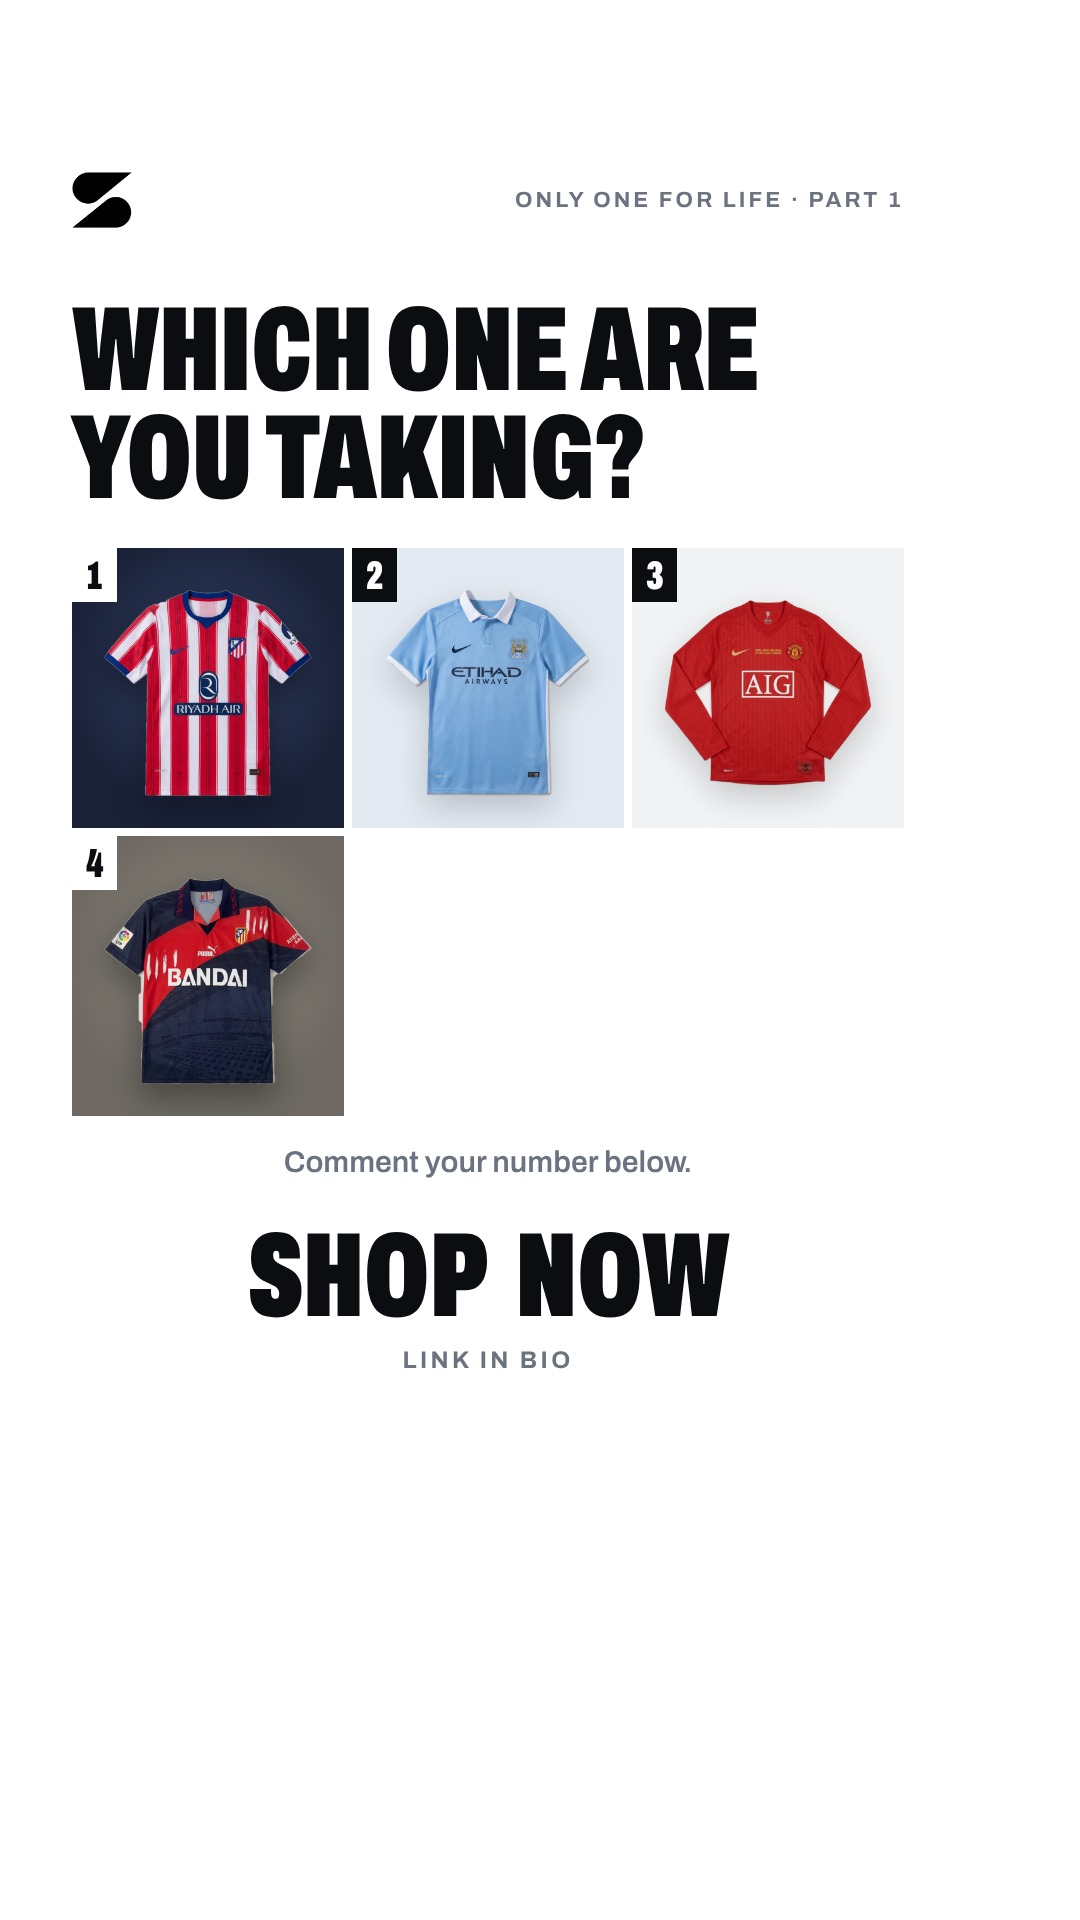 ONLY ONE FOR LIFE · PART 1
WHICH ONE ARE
YOU TAKING?
1
2
3
RIYADH AIR
ETIHAD
AIRWAYS
AIG
4
PUMA
BANDAI
Comment your number below.
SHOP NOW
LINK IN BIO